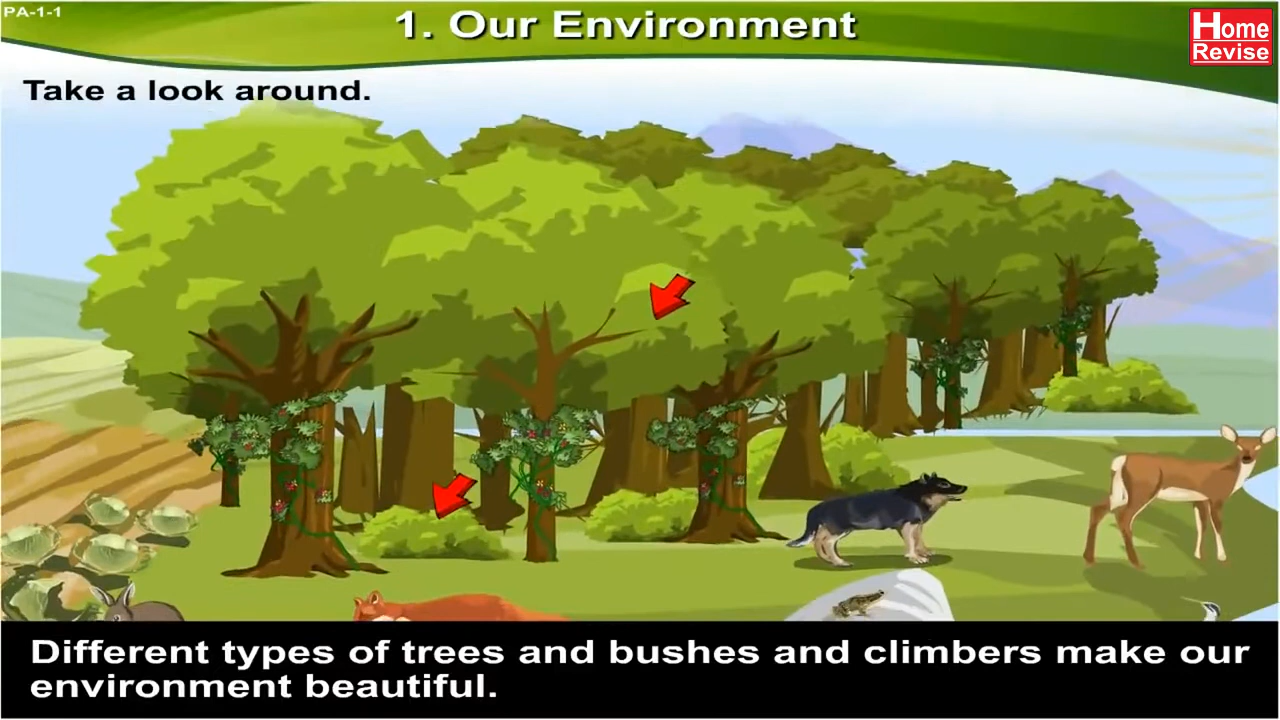 PA-1-1
1. Our Environment
Home
Revise
Take a look around.
Different types of trees and bushes and climbers make our
environment beautiful.